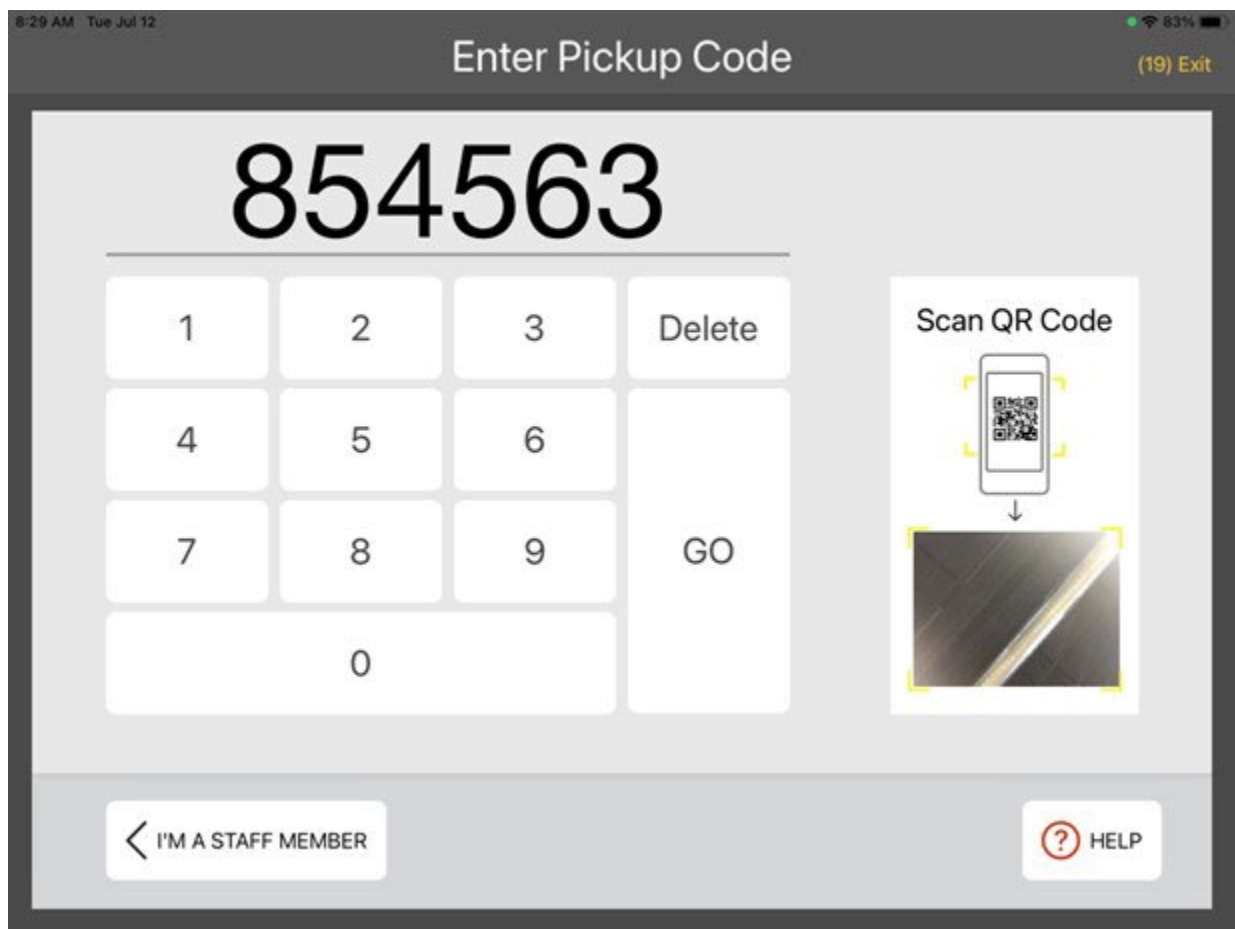 8:29 AM Tue Jul 12
83%
Enter Pickup Code
(19) Exit
854563
1 2 3 Delete
4 5 6
7 8 9 GO
0
Scan QR Code
I'M A STAFF MEMBER
? HELP